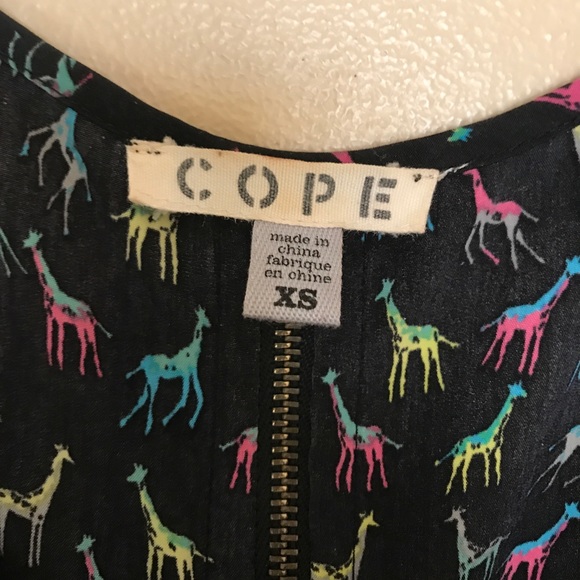 COPE
made in
china
fabrique
en chine
XS